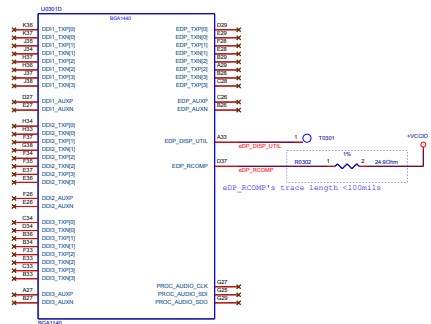 U0301D
BGA1440
K36 DDI1_TXP[0] EDP_TXP[0] D29
K37 DDI1_TXN[0] EDP_TXN[0] E29
J35 DDI1_TXP[1] EDP_TXP[1] F28
J34 DDI1_TXN[1] EDP_TXN[1] E28
H37 DDI1_TXP[2] EDP_TXP[2] B29
H36 DDI1_TXN[2] EDP_TXN[2] A29
J37 DDI1_TXP[3] EDP_TXP[3] B28
J38 DDI1_TXN[3] EDP_TXN[3] C28
D27 DDI1_AUXP EDP_AUXP C26
E27 DDI1_AUXN EDP_AUXN B26
H34 DDI2_TXP[0]
H33 DDI2_TXN[0]
F37 DDI2_TXP[1] EDP_DISP_UTIL A33 1 T0301
G38 DDI2_TXN[1] eDP_DISP_UTIL +VCCIO
F34 DDI2_TXP[2] 1%
F35 DDI2_TXN[2] EDP_RCOMP D37 R0302 1 2 24.9Ohm
E37 DDI2_TXP[3] eDP_RCOMP
E36 DDI2_TXN[3]
eDP_RCOMP's trace length <100mils
F26 DDI2_AUXP
E26 DDI2_AUXN
C34 DDI3_TXP[0]
D34 DDI3_TXN[0]
B36 DDI3_TXP[1]
B34 DDI3_TXN[1]
F33 DDI3_TXP[2]
E33 DDI3_TXN[2]
C33 DDI3_TXP[3]
B33 DDI3_TXN[3]
PROC_AUDIO_CLK G27
A27 DDI3_AUXP PROC_AUDIO_SDI G25
B27 DDI3_AUXN PROC_AUDIO_SDO G29
BGA1140